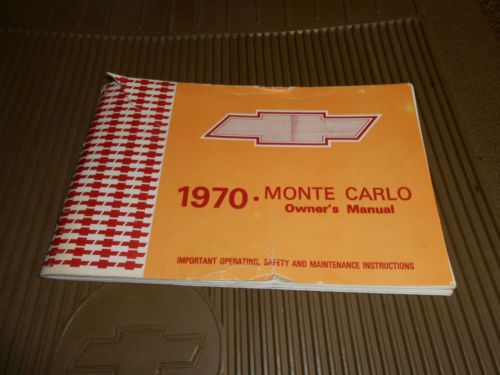 1970 • MONTE CARLO
Owner's Manual
IMPORTANT OPERATING, SAFETY AND MAINTENANCE INSTRUCTIONS